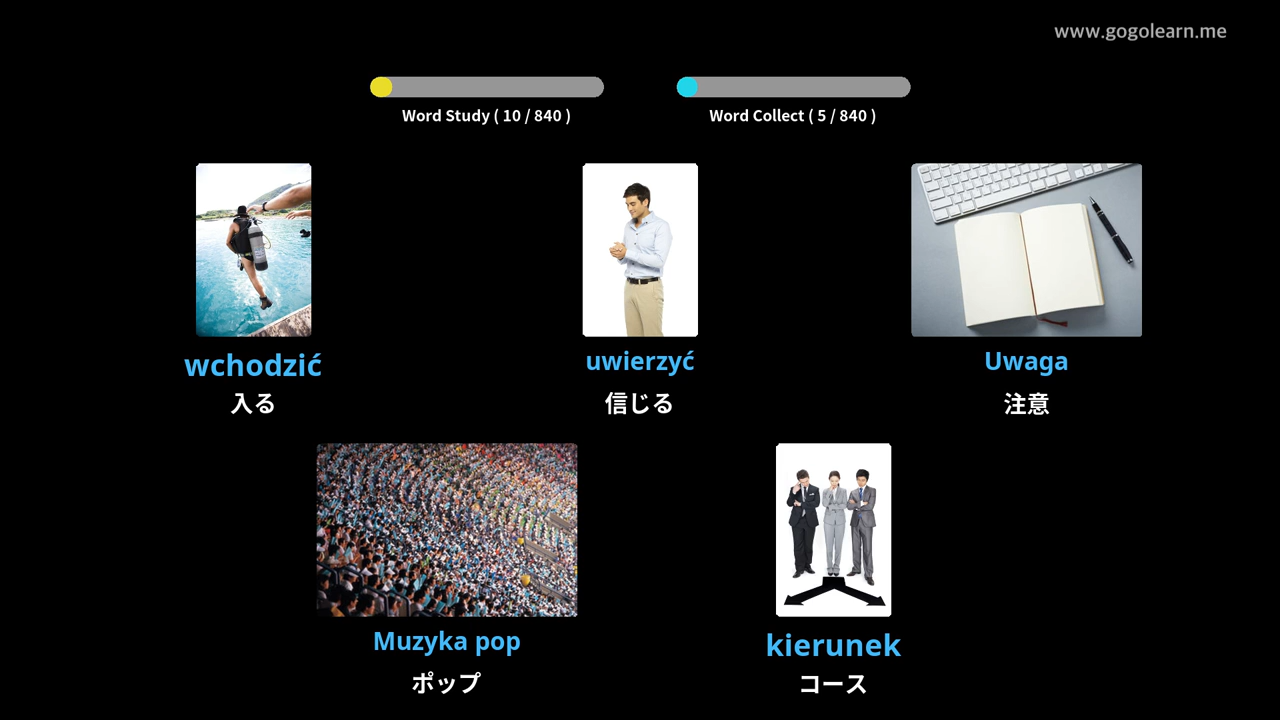 www.gogolearn.me
Word Study ( 10 / 840 )
Word Collect ( 5 / 840 )
wchodzić
入る
uwierzyć
信じる
Uwaga
注意
Muzyka pop
ポップ
kierunek
コース